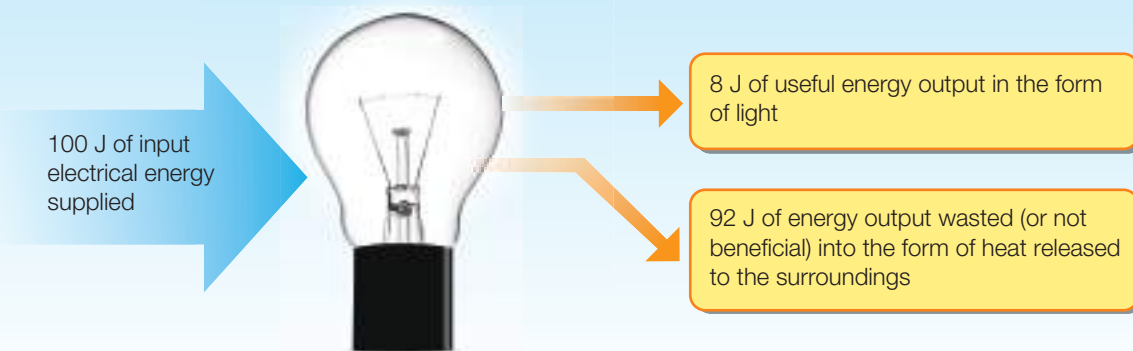 100 J of input
electrical energy
supplied
8 J of useful energy output in the form
of light
92 J of energy output wasted (or not
beneficial) into the form of heat released
to the surroundings